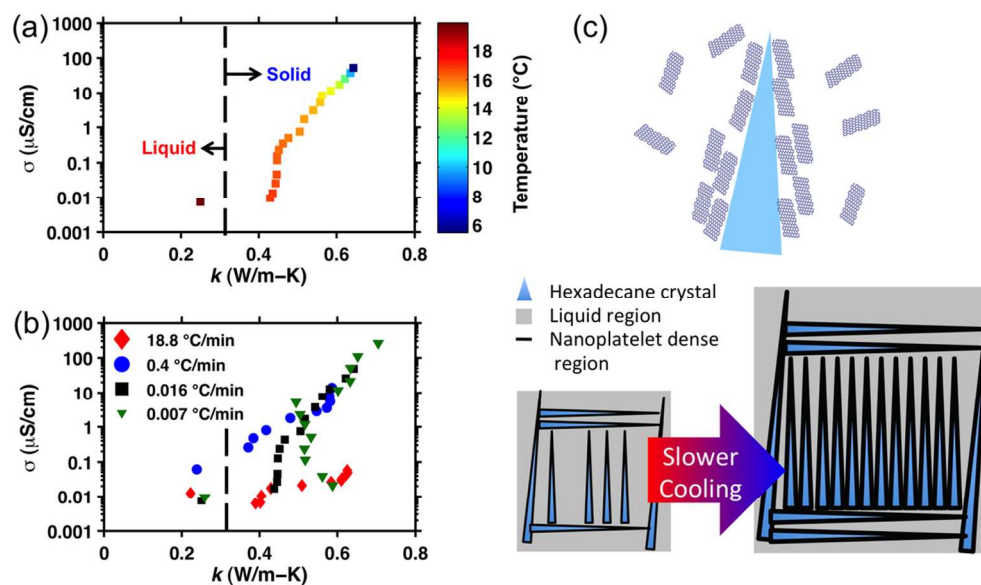 (a)
1000
100
10
1
0.1
0.01
0.001
σ (μS/cm)
Solid
Liquid
0
0.2
0.4
0.6
0.8
k (W/m−K)
18
16
14
12
10
8
6
Temperature (°C)
(b)
1000
100
10
1
0.1
0.01
0.001
σ (μS/cm)
18.8 °C/min
0.4 °C/min
0.016 °C/min
0.007 °C/min
0
0.2
0.4
0.6
0.8
k (W/m−K)
(c)
Hexadecane crystal
Liquid region
Nanoplatelet dense
region
Slower
Cooling